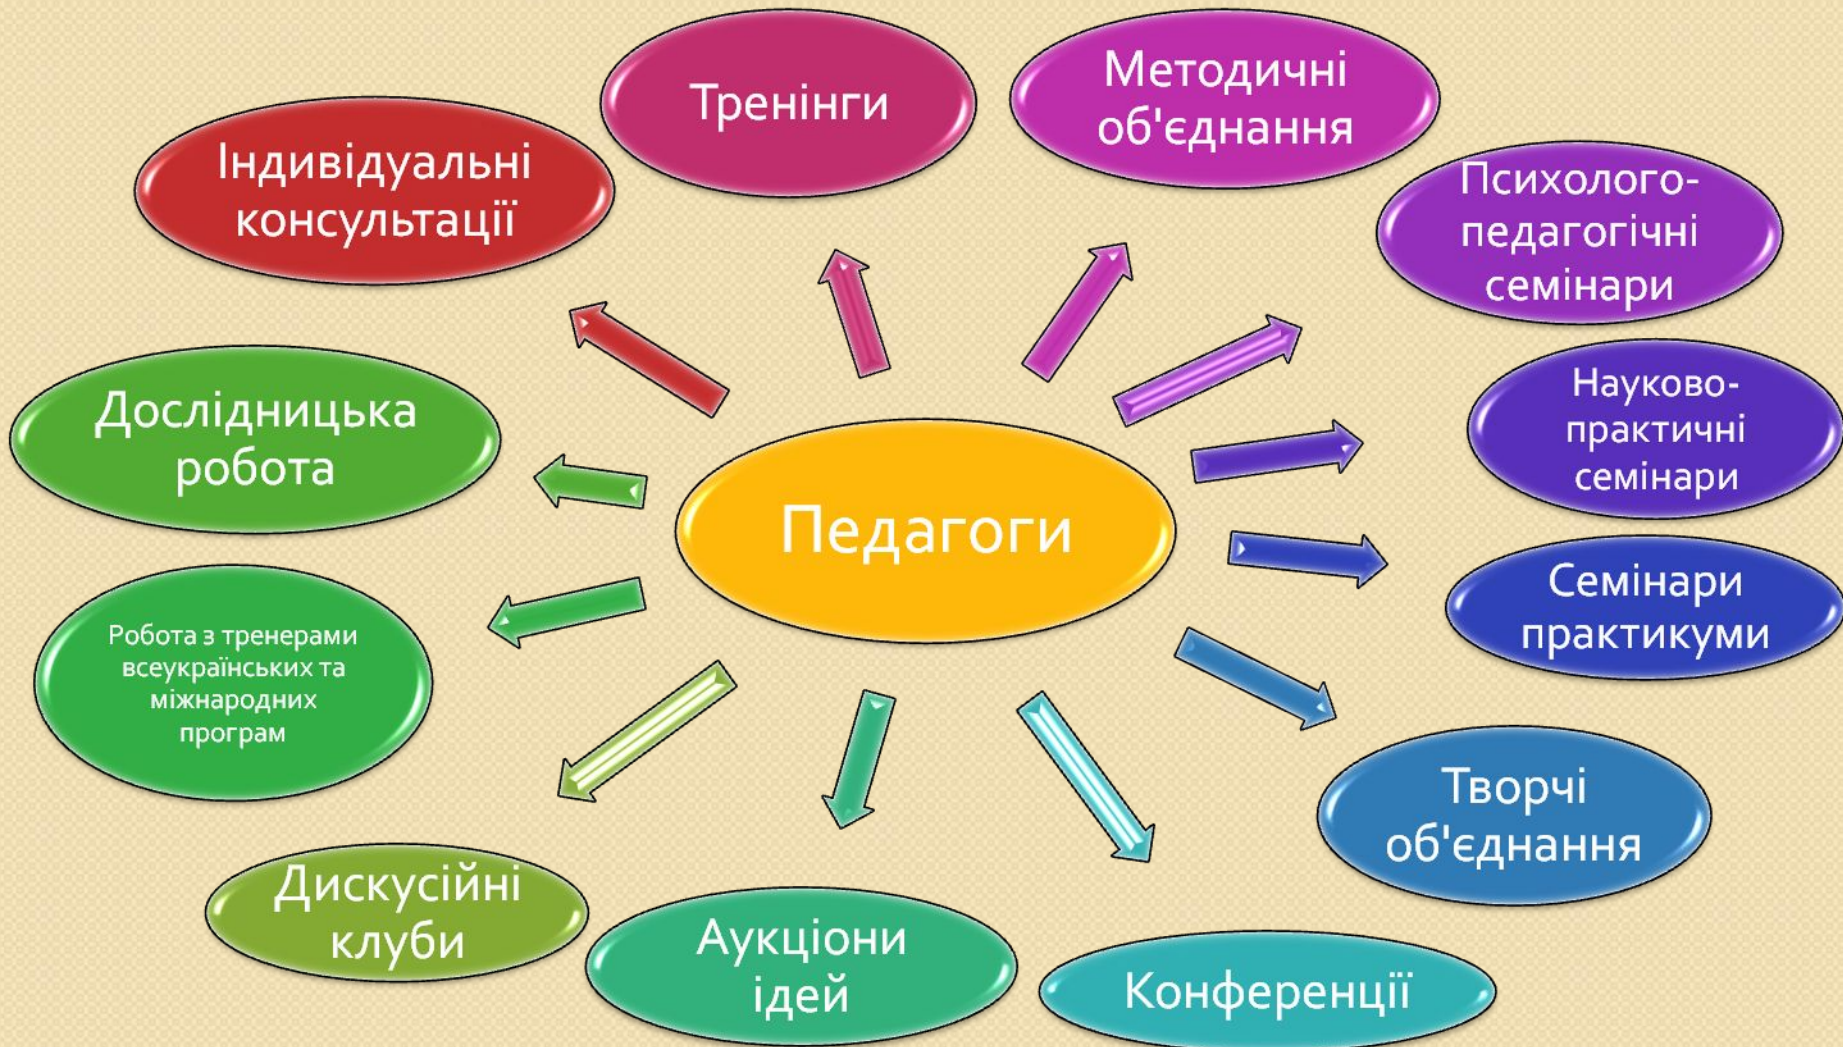 Тренінги
Методичні
об'єднання
Індивідуальні
консультації
Психолого-
педагогічні
семінари
Дослідницька
робота
Науково-
практичні
семінари
Педагоги
Семінари
практикуми
Робота з тренерами
всеукраїнських та
міжнародних
програм
Творчі
об'єднання
Дискусійні
клуби
Аукціони
ідей
Конференції